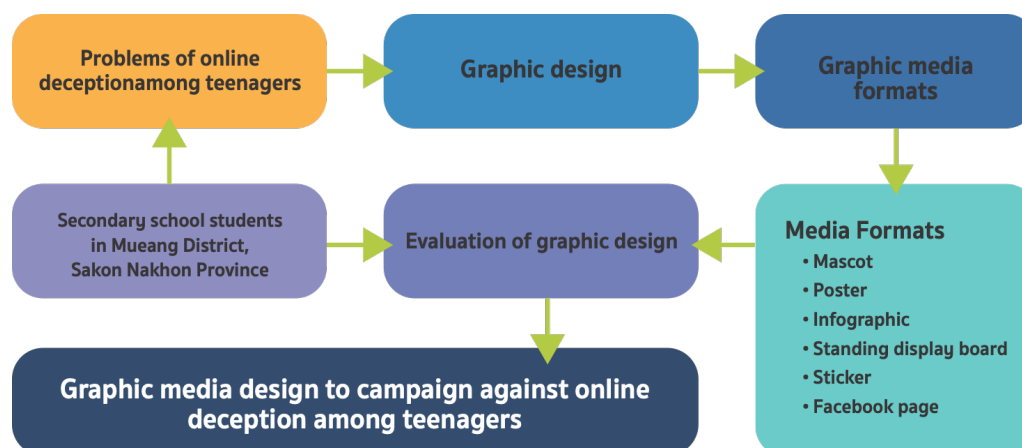 Problems of online
deceptionamong teenagers
Graphic design
Graphic media
formats
Secondary school students
in Mueang District,
Sakon Nakhon Province
Evaluation of graphic design
Media Formats
• Mascot
• Poster
• Infographic
• Standing display board
• Sticker
• Facebook page
Graphic media design to campaign against online
deception among teenagers